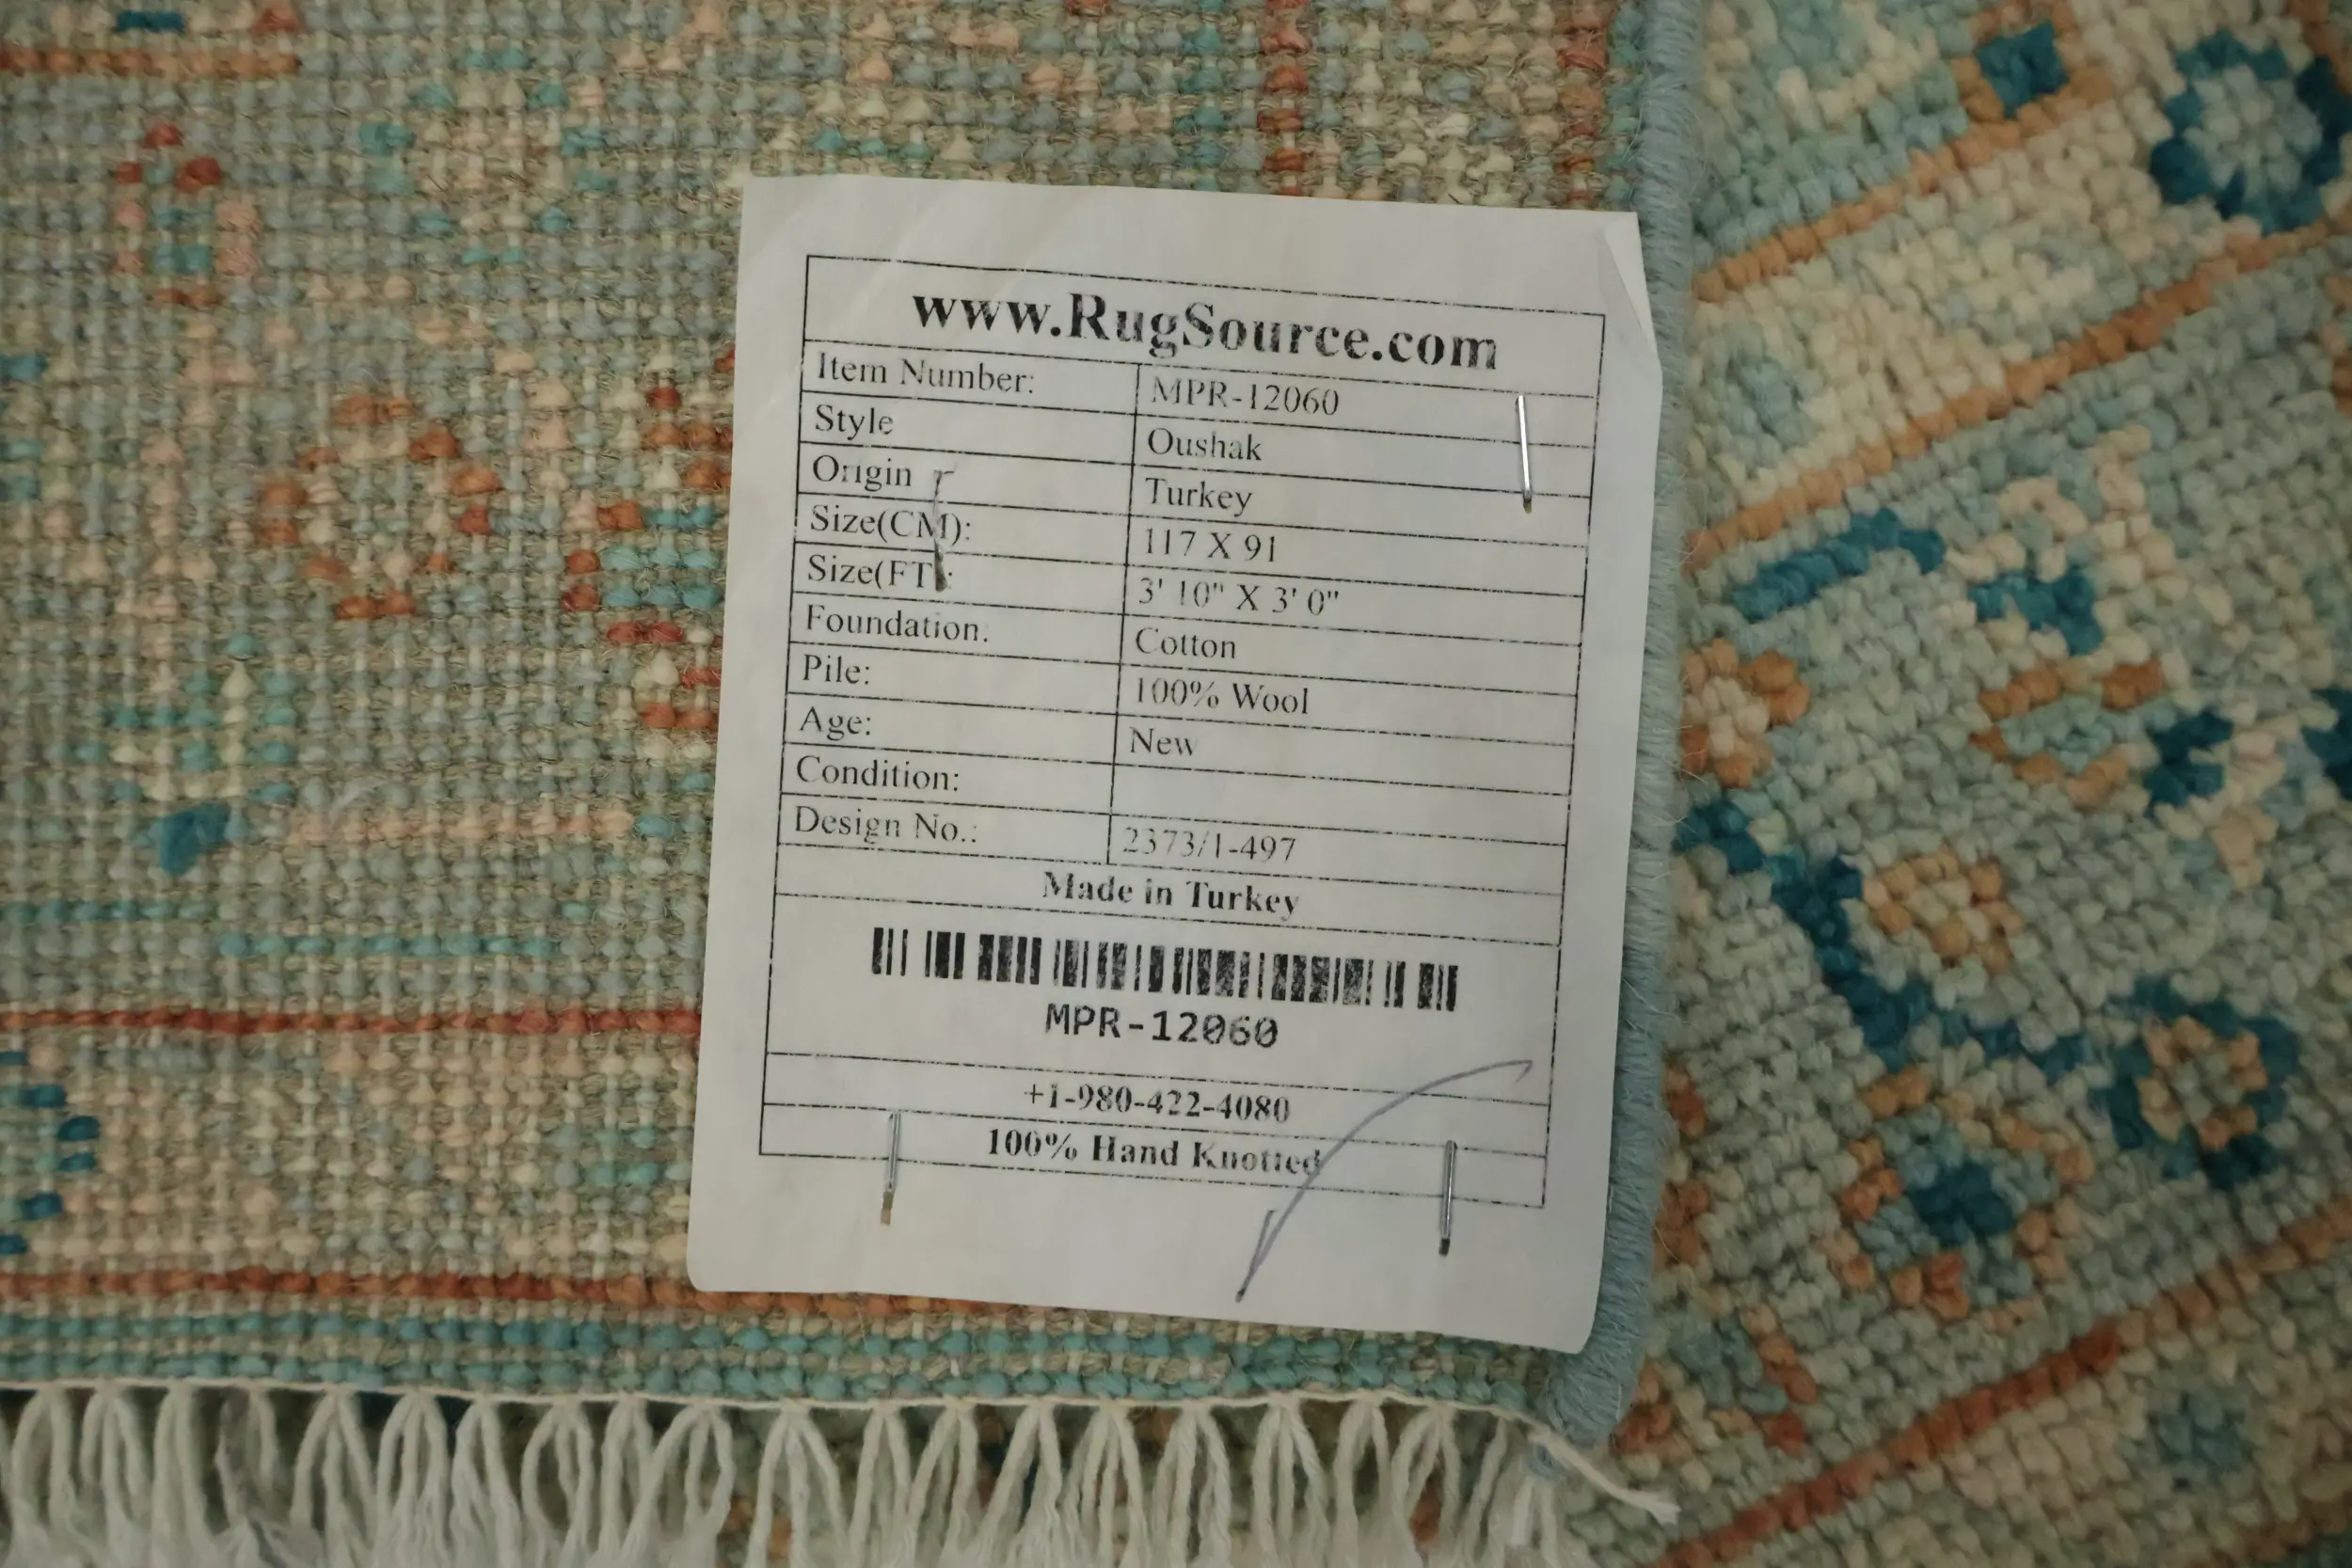 www.RugSource.com
Item Number: MPR-12060
Style Oushak
Origin Turkey
Size(CM): 117 X 91
Size(FT): 3' 10" X 3' 0"
Foundation: Cotton
Pile: 100% Wool
Age: New
Condition:
Design No.: 2373/1-497
Made in Turkey
MPR-12060
+1-980-422-4080
100% Hand Knotted